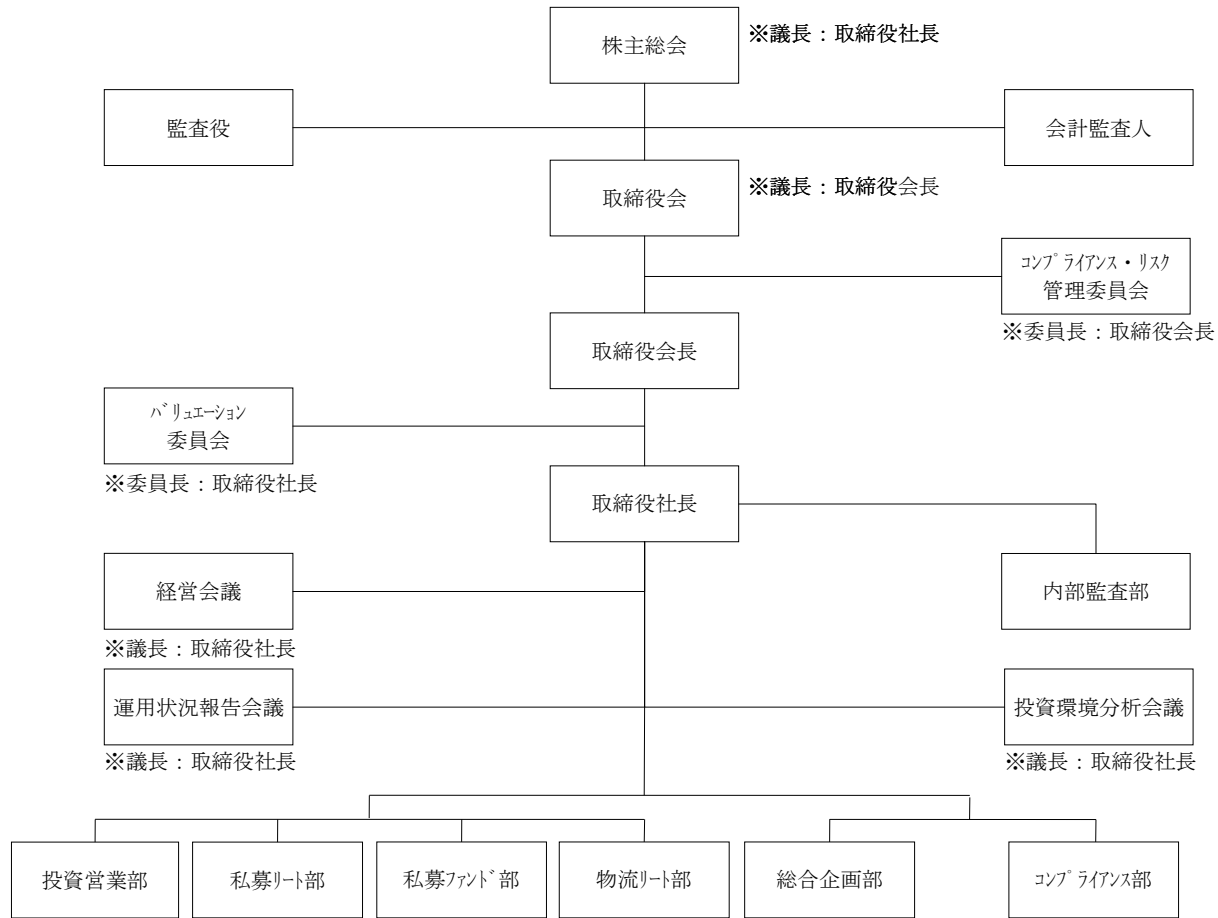 株主総会
※議長：取締役社長
監査役
会計監査人
取締役会
※議長：取締役会長
ｺﾝﾌﾟﾗｲｱﾝｽ・ﾘｽｸ
管理委員会
※委員長：取締役会長
取締役会長
ﾊﾞﾘｭｴｰｼｮﾝ
委員会
※委員長：取締役社長
取締役社長
経営会議
※議長：取締役社長
内部監査部
運用状況報告会議
※議長：取締役社長
投資環境分析会議
※議長：取締役社長
投資営業部
私募ﾘｰﾄ部
私募ﾌｧﾝﾄﾞ部
物流ﾘｰﾄ部
総合企画部
ｺﾝﾌﾟﾗｲｱﾝｽ部